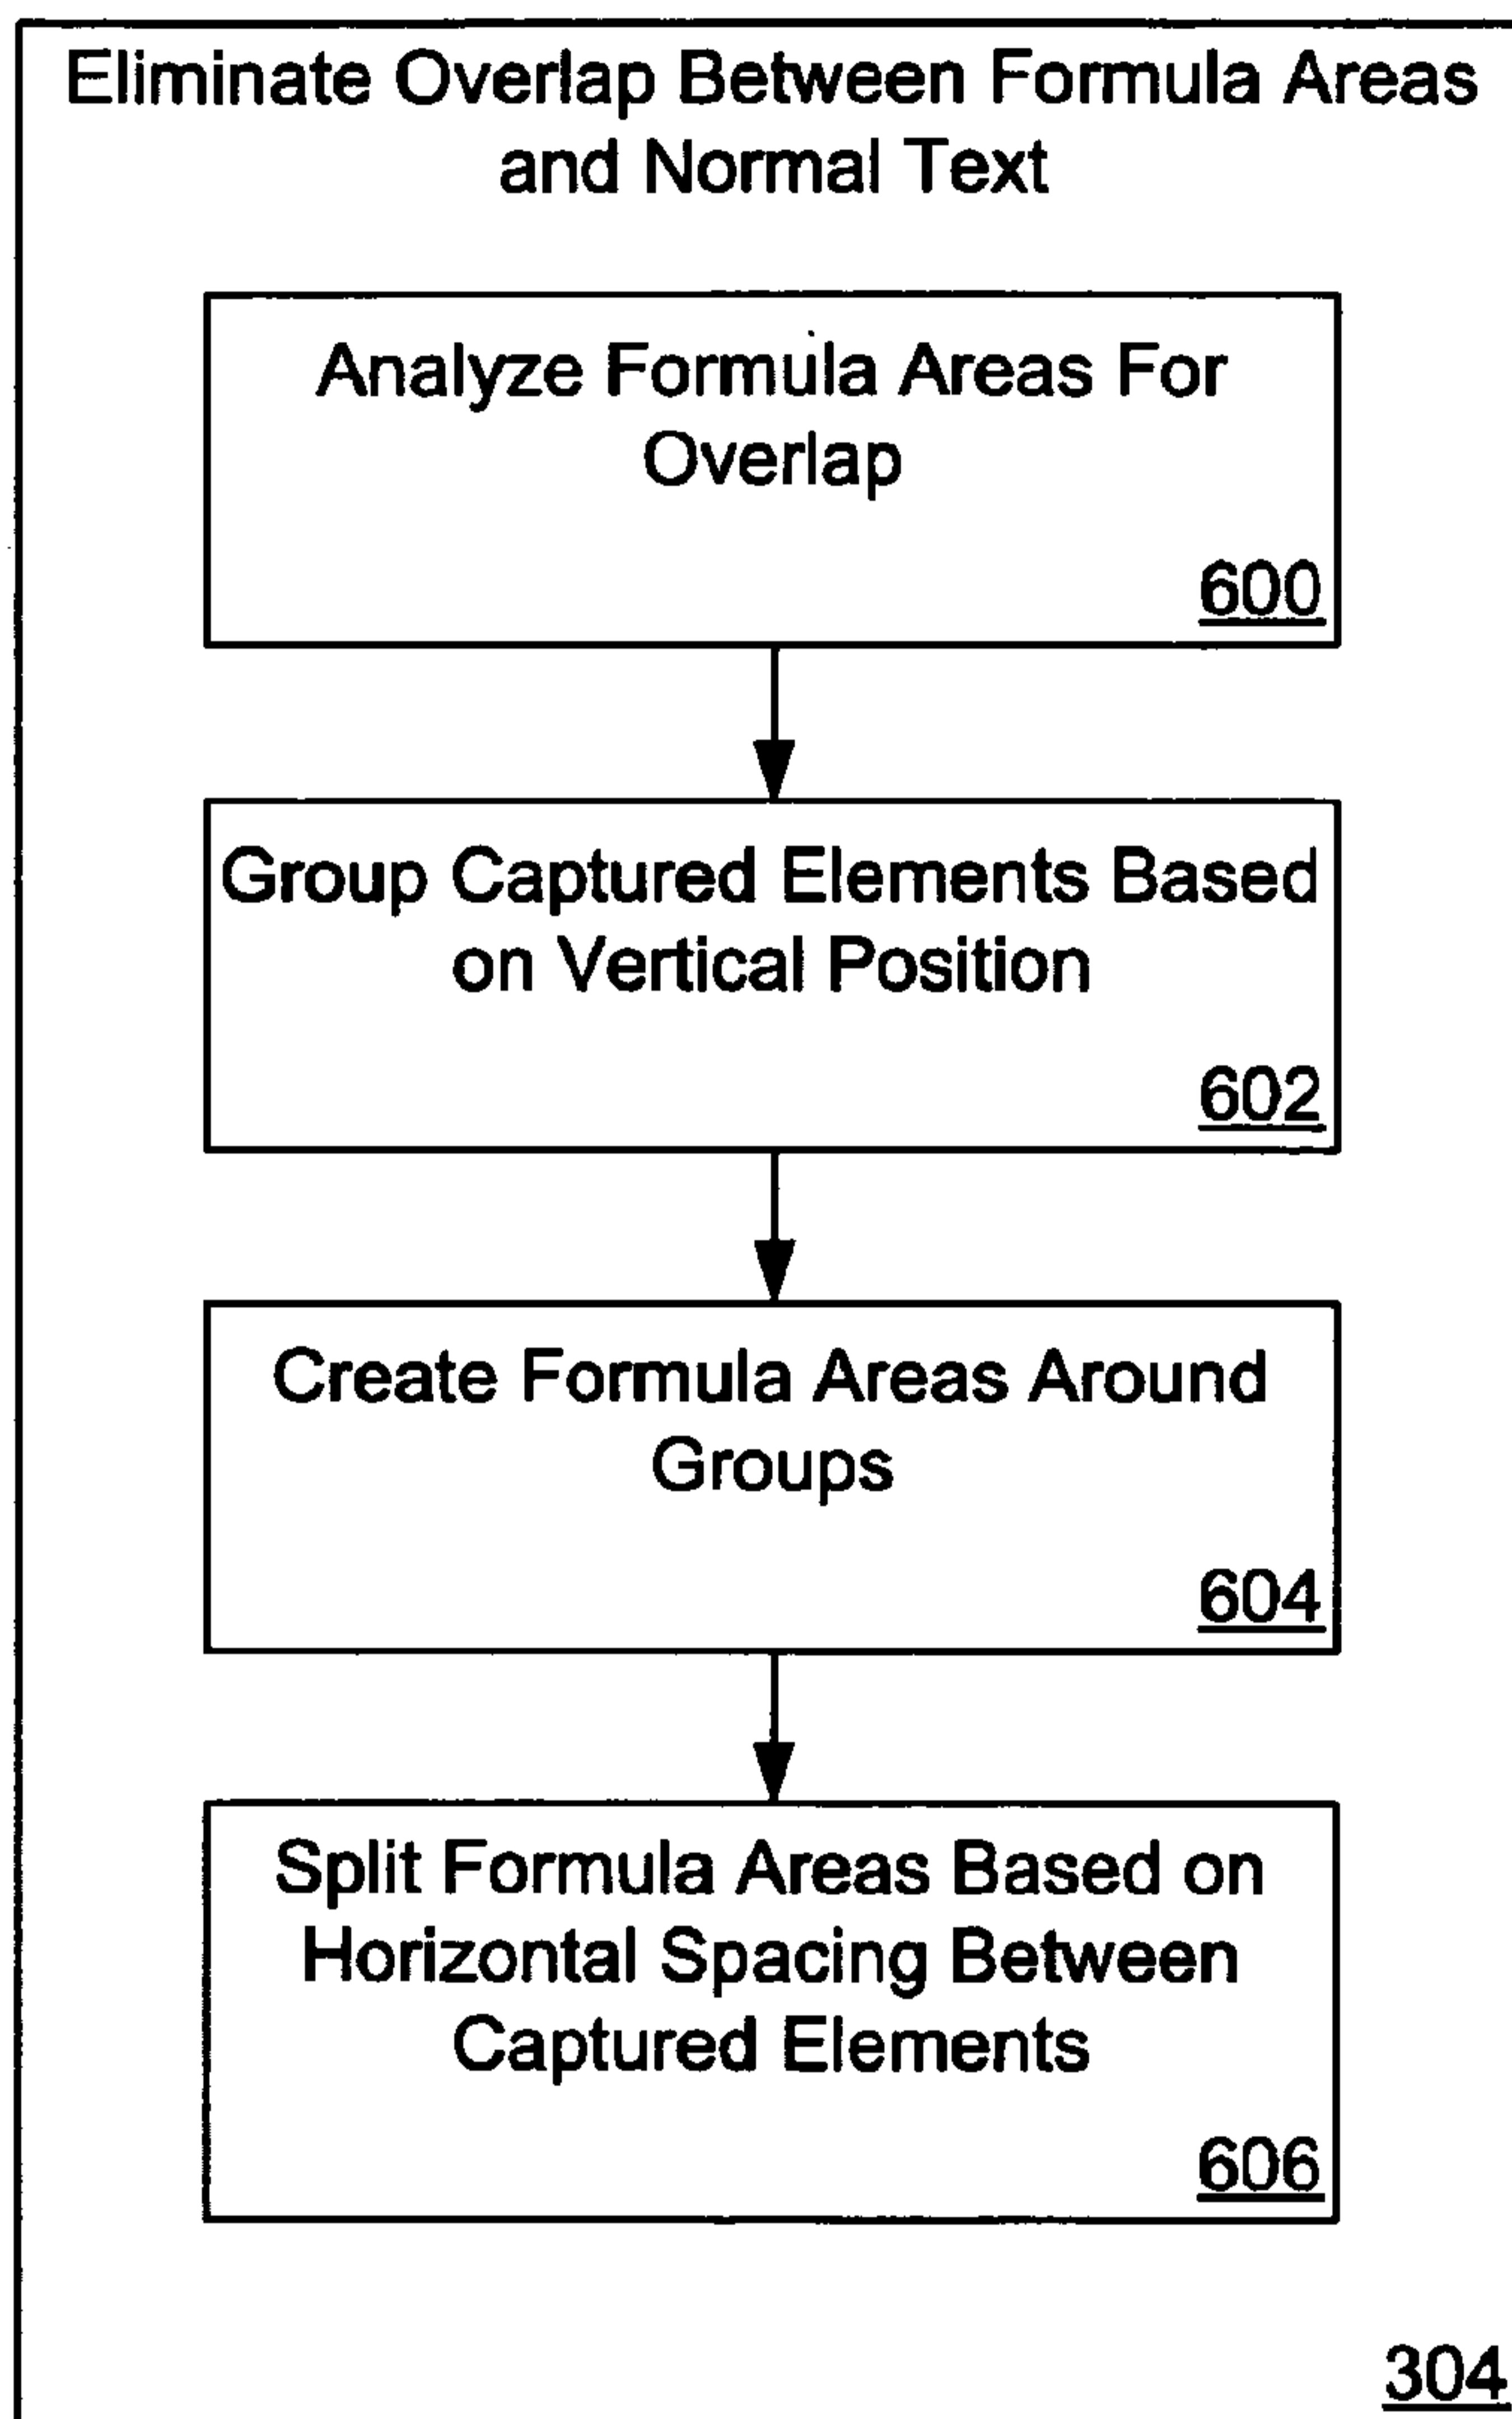 Eliminate Overlap Between Formula Areas
and Normal Text
Analyze Formula Areas For
Overlap
600
Group Captured Elements Based
on Vertical Position
602
Create Formula Areas Around
Groups
604
Split Formula Areas Based on
Horizontal Spacing Between
Captured Elements
606
304